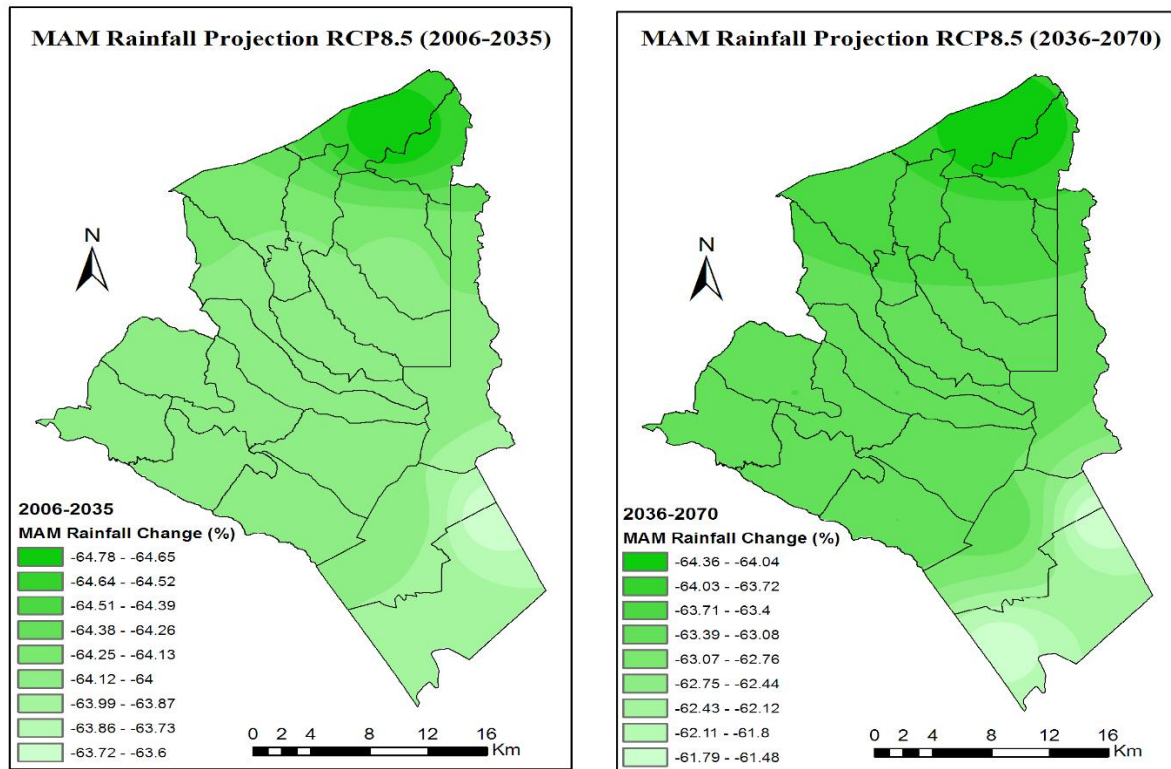 MAM Rainfall Projection RCP8.5 (2006-2035)
N
2006-2035
MAM Rainfall Change (%)
-64.78 - -64.65
-64.64 - -64.52
-64.51 - -64.39
-64.38 - -64.26
-64.25 - -64.13
-64.12 - -64
-63.99 - -63.87
-63.86 - -63.73
-63.72 - -63.6
0 2 4 8 12 16
Km
MAM Rainfall Projection RCP8.5 (2036-2070)
N
2036-2070
MAM Rainfall Change (%)
-64.36 - -64.04
-64.03 - -63.72
-63.71 - -63.4
-63.39 - -63.08
-63.07 - -62.76
-62.75 - -62.44
-62.43 - -62.12
-62.11 - -61.8
-61.79 - -61.48
0 2 4 8 12 16
Km